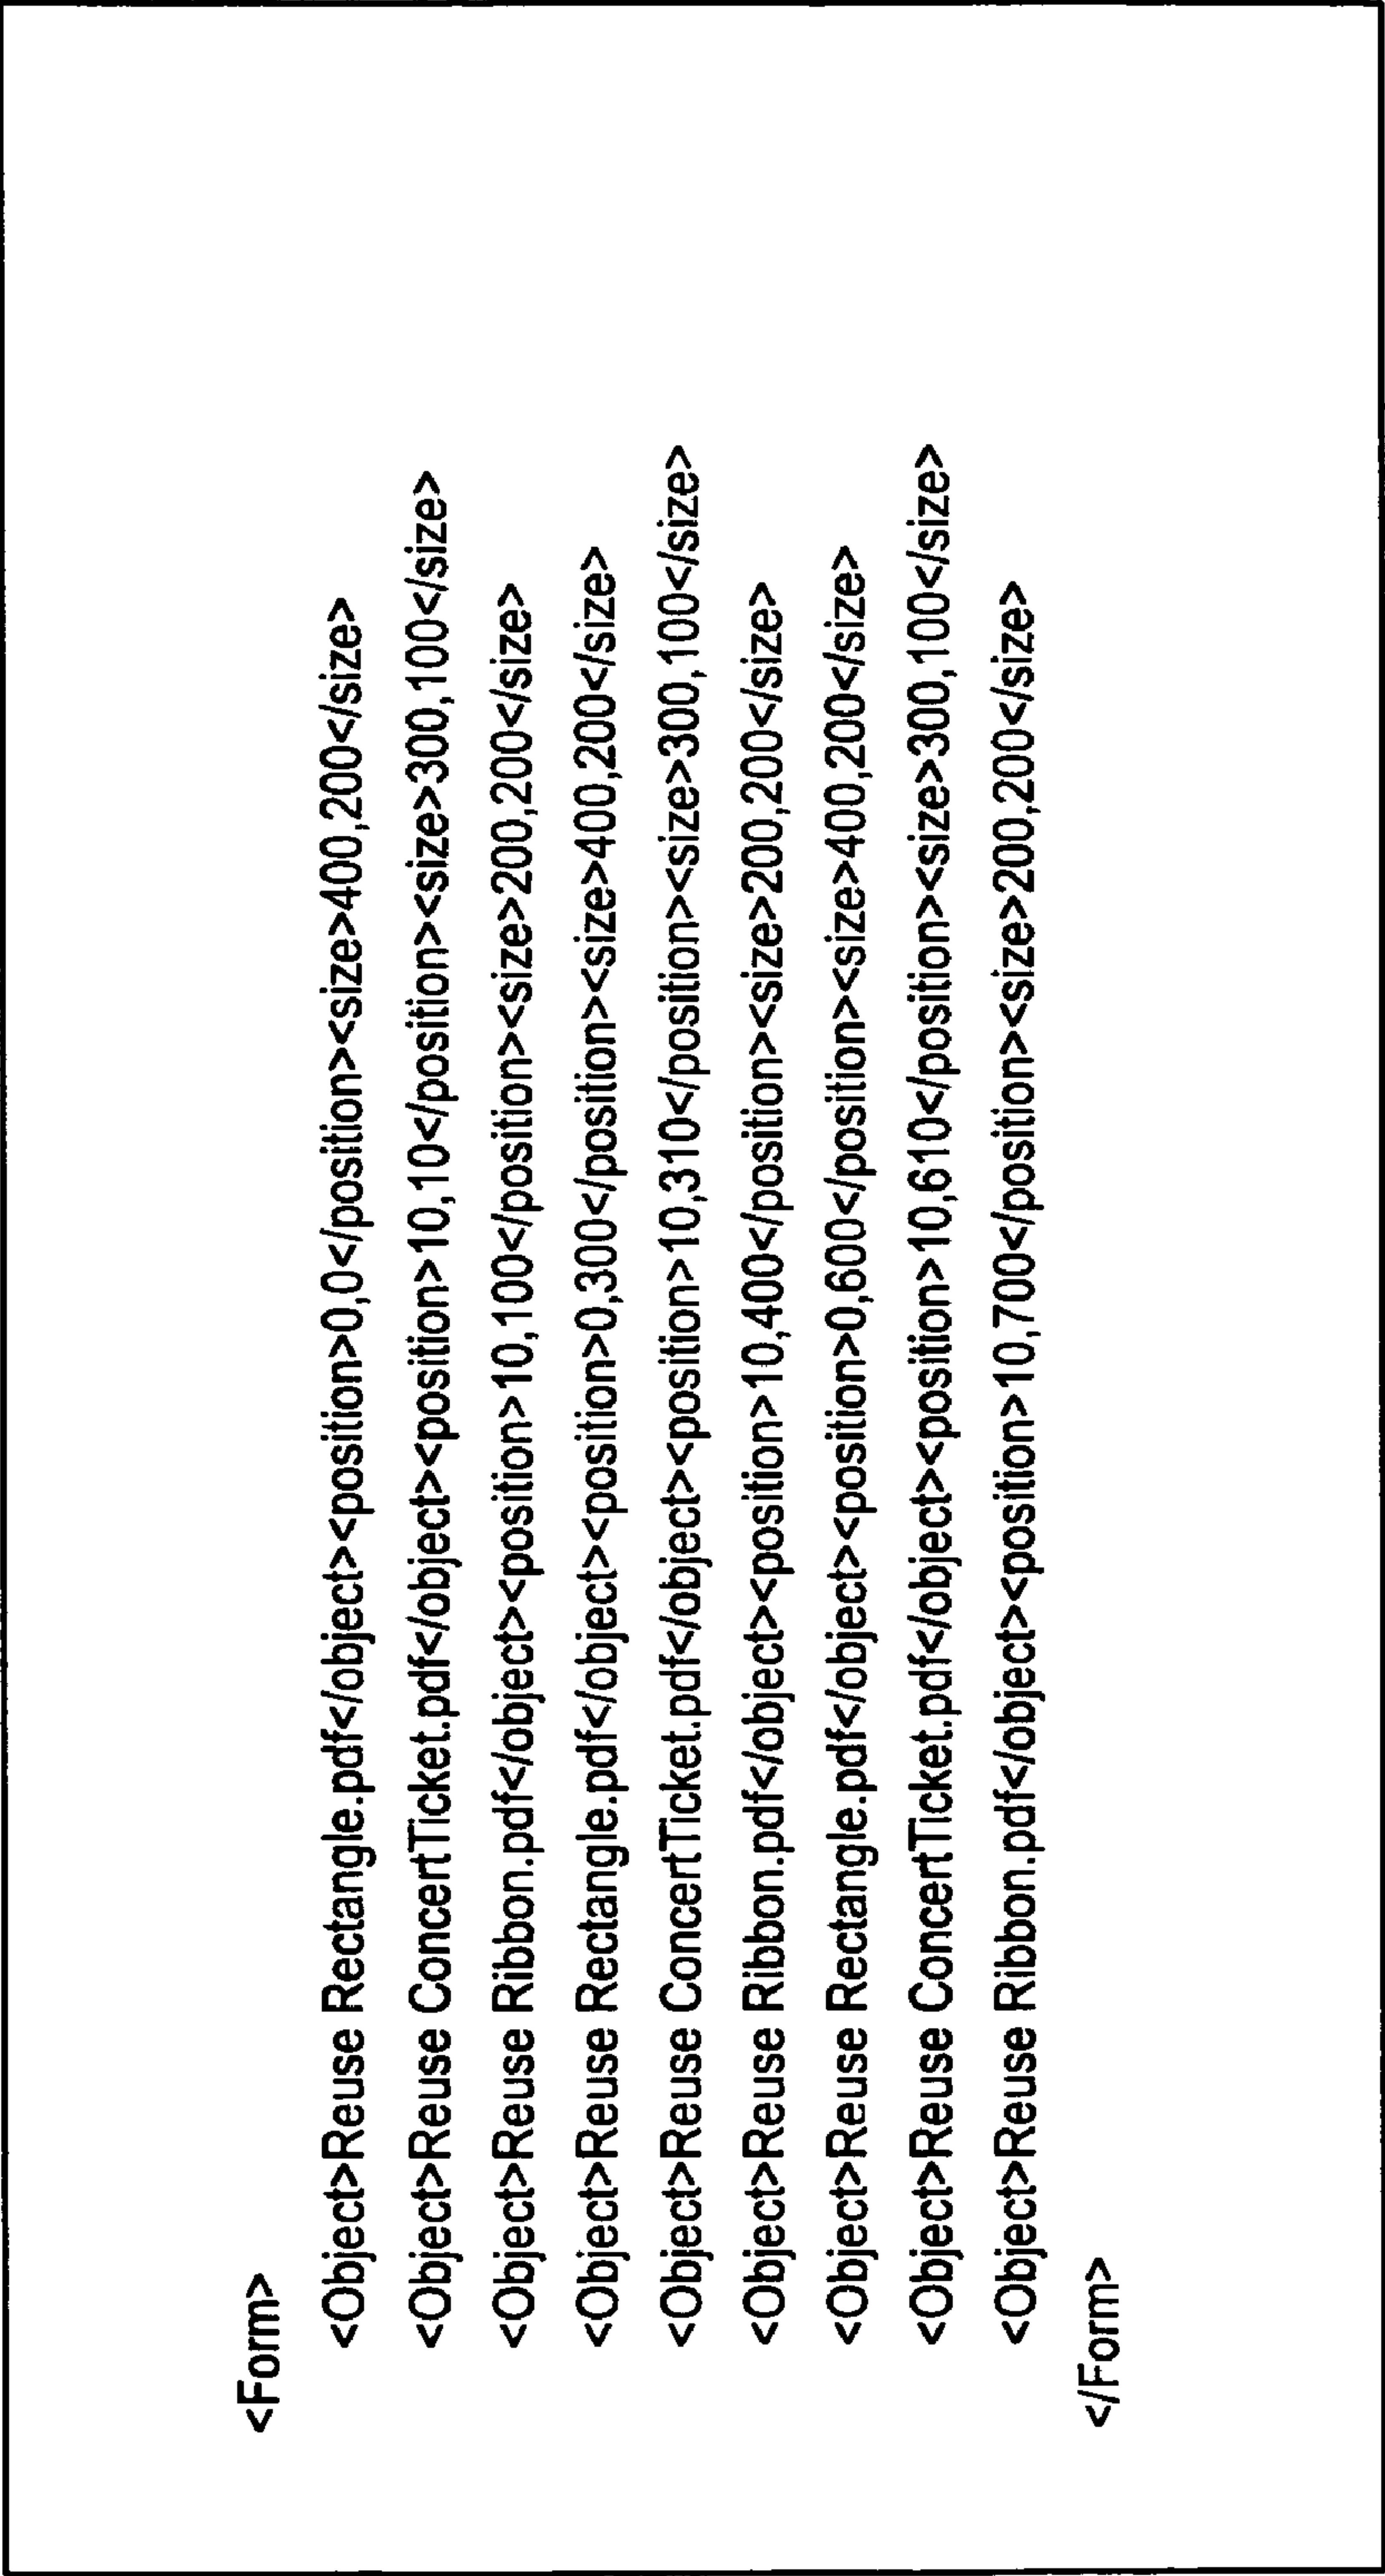 <Form>
<Object>Reuse Rectangle.pdf</object><position>0,0</position><size>400,200</size>
<Object>Reuse ConcertTicket.pdf</object><position>10,10</position><size>300,100</size>
<Object>Reuse Ribbon.pdf</object><position>10,100</position><size>200,200</size>
<Object>Reuse Rectangle.pdf</object><position>0,300</position><size>400,200</size>
<Object>Reuse ConcertTicket.pdf</object><position>10,310</position><size>300,100</size>
<Object>Reuse Ribbon.pdf</object><position>10,400</position><size>200,200</size>
<Object>Reuse Rectangle.pdf</object><position>0,600</position><size>400,200</size>
<Object>Reuse ConcertTicket.pdf</object><position>10,610</position><size>300,100</size>
<Object>Reuse Ribbon.pdf</object><position>10,700</position><size>200,200</size>
</Form>